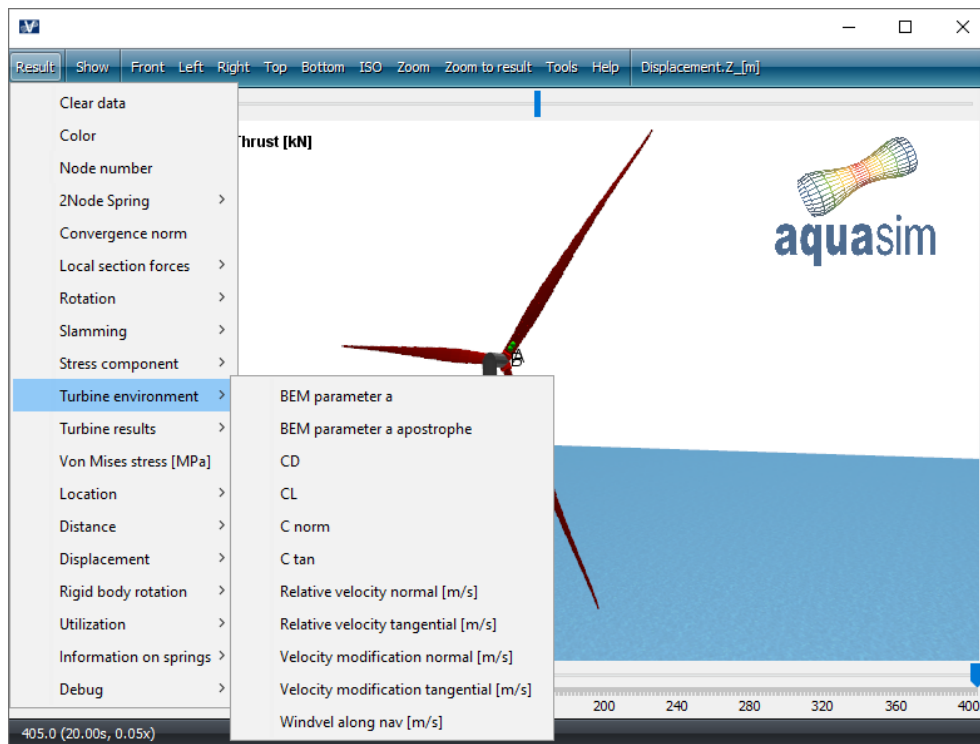 Result Show Front Left Right Top Bottom ISO Zoom Zoom to result Tools Help Displacement.Z_[m]
Clear data
Color
Thrust [kN]
Node number
2Node Spring
Convergence norm
aquasim
Local section forces
Rotation
Slamming
Stress component
Turbine environment
BEM parameter a
Turbine results
BEM parameter a apostrophe
Von Mises stress [MPa]
CD
Location
CL
Distance
C norm
Displacement
C tan
Rigid body rotation
Relative velocity normal [m/s]
Utilization
Relative velocity tangential [m/s]
Information on springs
Velocity modification normal [m/s]
Debug
Velocity modification tangential [m/s]
200 240 280 320 360 400
Windvel along nav [m/s]
405.0 (20.00s, 0.05x)